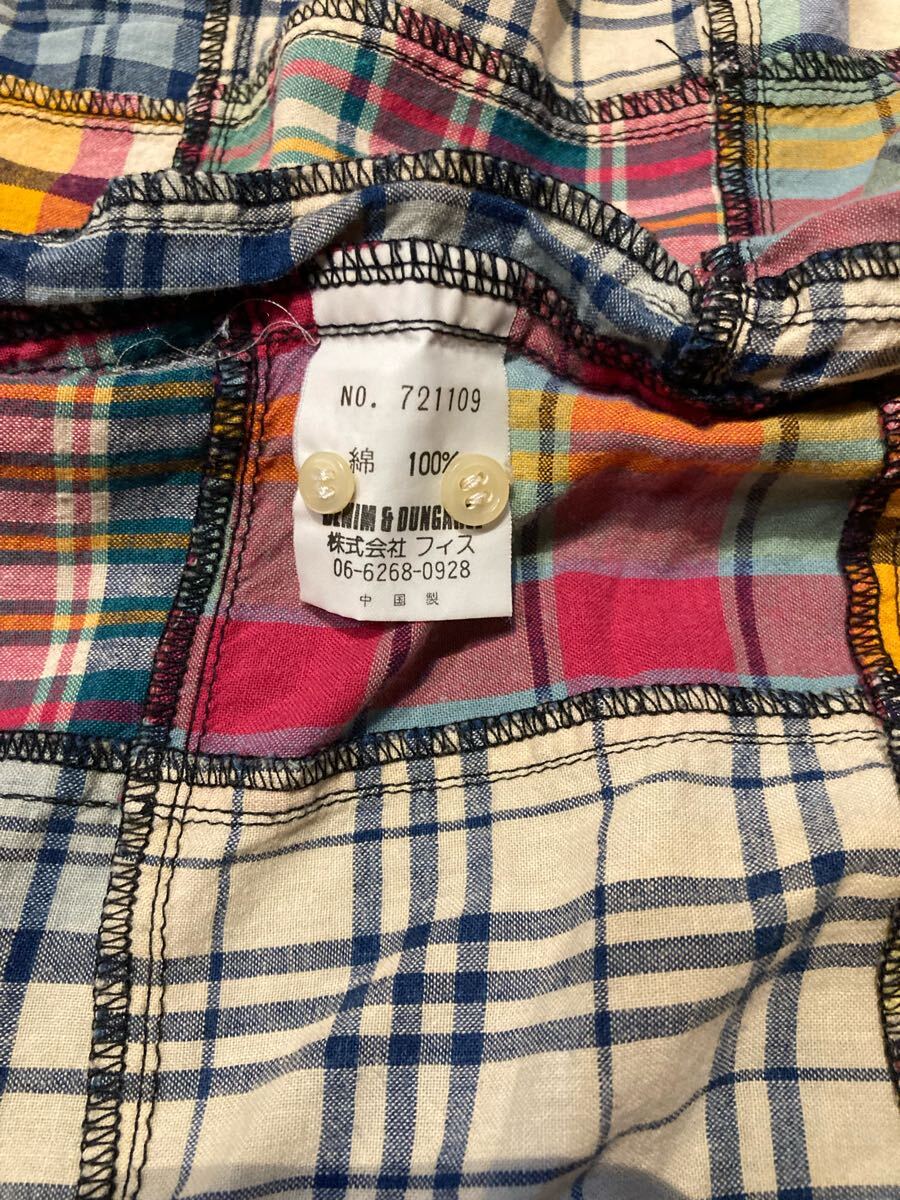 NO. 721109
綿 100%
DENIM & DUNGAREE
株式会社 フィス
06-6268-0928
中国製